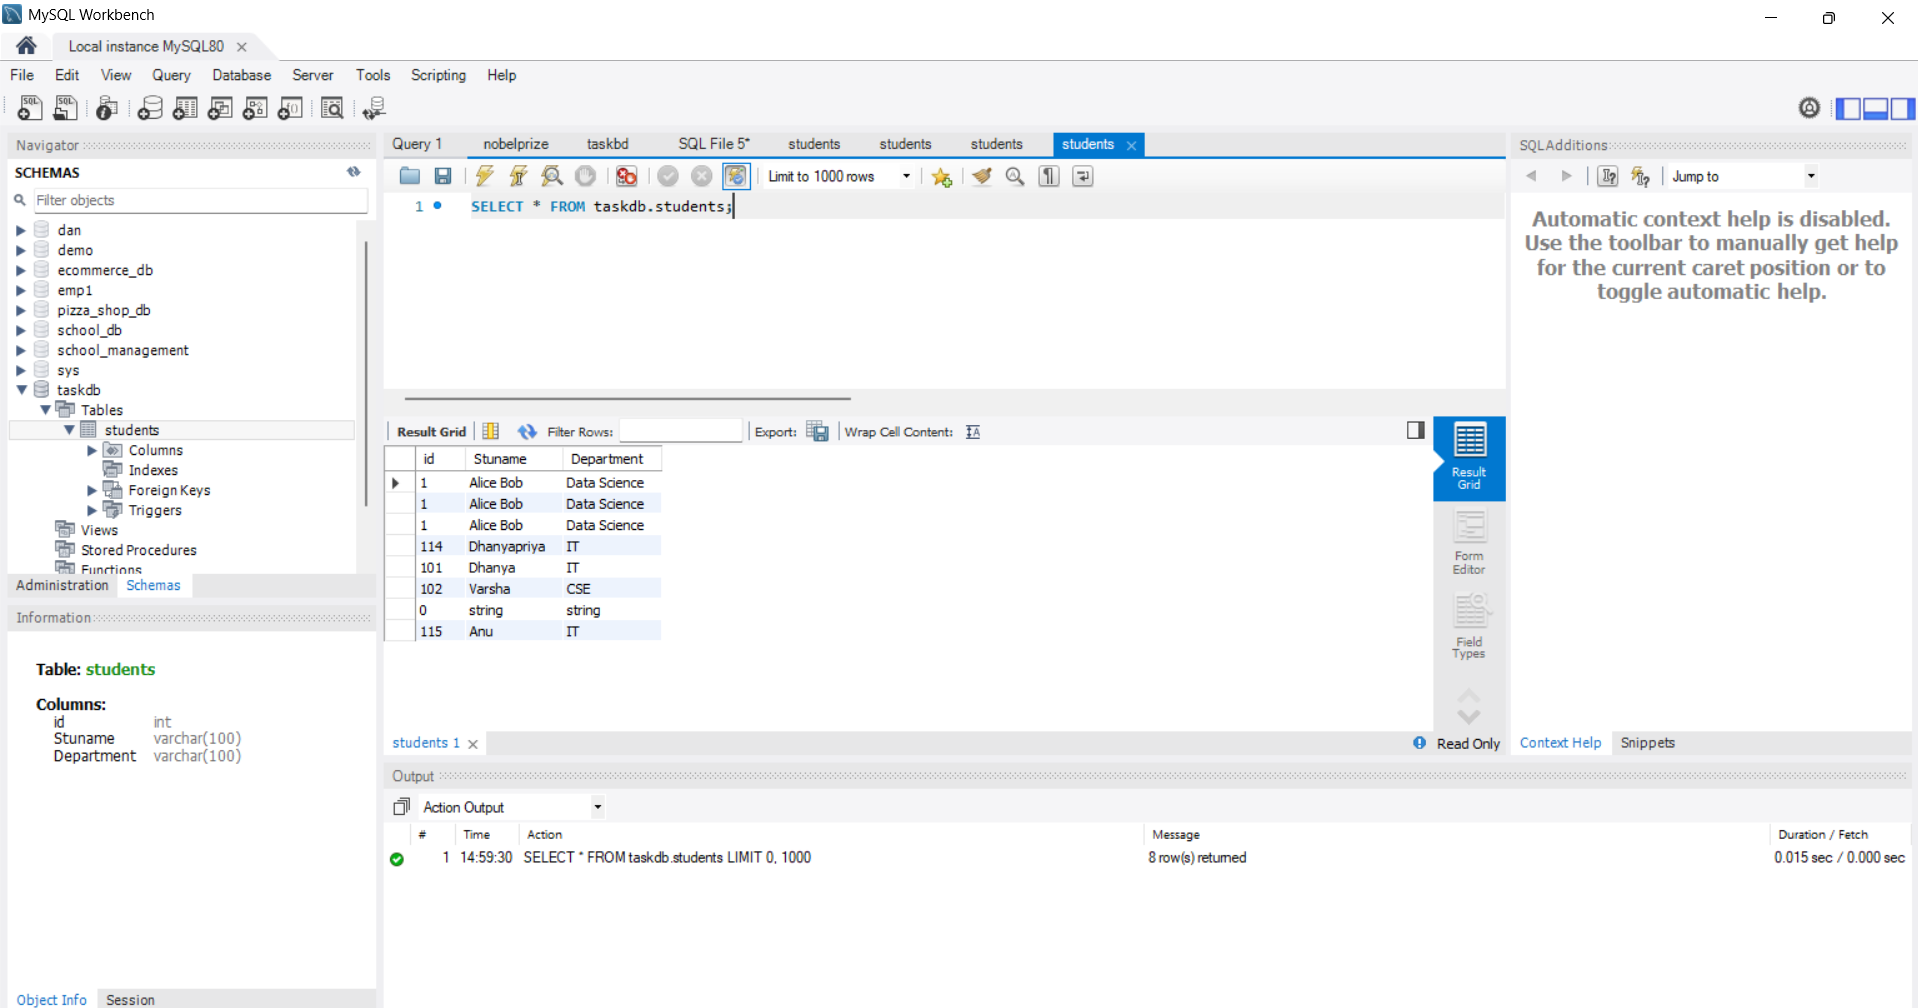 MySQL Workbench
Local instance MySQL80
File Edit View Query Database Server Tools Scripting Help
Navigator
SCHEMAS
Filter objects
dan
demo
ecommerce_db
emp1
pizza_shop_db
school_db
school_management
sys
taskdb
Tables
students
Columns
Indexes
Foreign Keys
Triggers
Views
Stored Procedures
Functions
Administration Schemas
Information
Table: students
Columns:
id int
Stuname varchar(100)
Department varchar(100)
Object Info Session
Query 1 nobelprize taskbd SQL File 5* students students students students
Limit to 1000 rows
1 SELECT * FROM taskdb.students;
Result Grid Filter Rows: Export: Wrap Cell Content:
id Stuname Department
1 Alice Bob Data Science
1 Alice Bob Data Science
1 Alice Bob Data Science
114 Dhanyapriya IT
101 Dhanya IT
102 Varsha CSE
0 string string
115 Anu IT
Result
Grid
Form
Editor
Field
Types
students 1
Read Only
SQLAdditions
Jump to
Automatic context help is disabled.
Use the toolbar to manually get help
for the current caret position or to
toggle automatic help.
Context Help Snippets
Output
Action Output
# Time Action Message Duration / Fetch
1 14:59:30 SELECT * FROM taskdb.students LIMIT 0, 1000 8 row(s) returned 0.015 sec / 0.000 sec